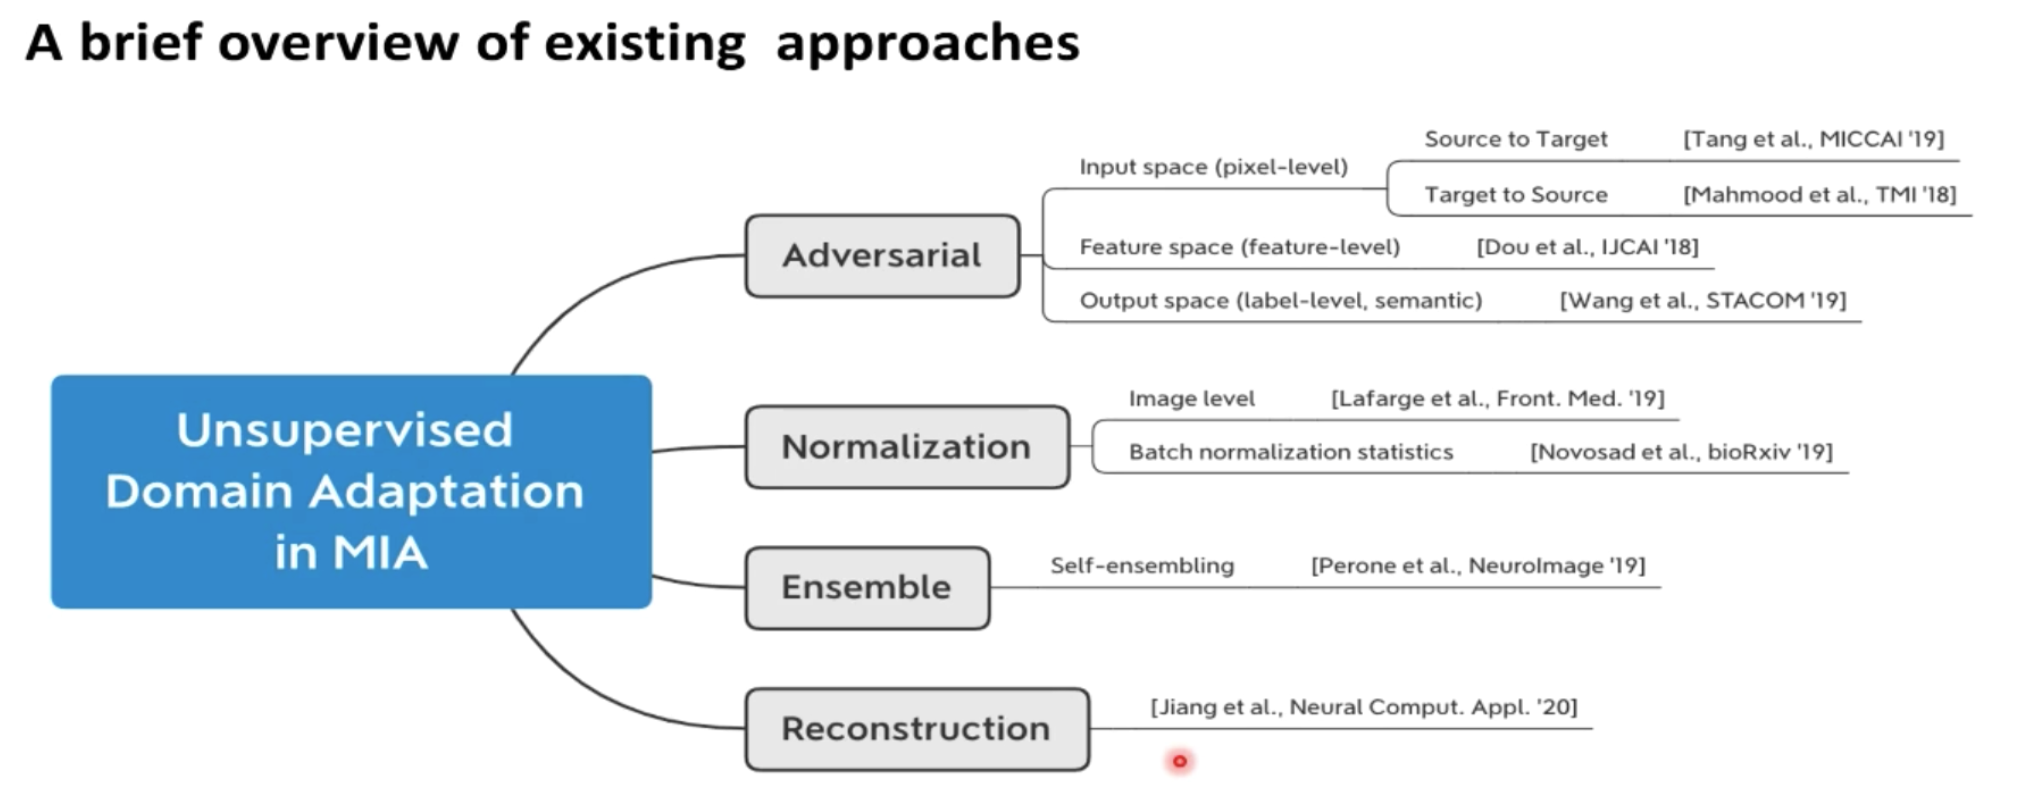 A brief overview of existing approaches
Unsupervised
Domain Adaptation
in MIA
Adversarial
Input space (pixel-level)
Source to Target [Tang et al., MICCAI '19]
Target to Source [Mahmood et al., TMI '18]
Feature space (feature-level) [Dou et al., IJCAI '18]
Output space (label-level, semantic) [Wang et al., STACOM '19]
Normalization
Image level [Lafarge et al., Front. Med. '19]
Batch normalization statistics [Novosad et al., bioRxiv '19]
Ensemble
Self-ensembling [Perone et al., NeuroImage '19]
Reconstruction
[Jiang et al., Neural Comput. Appl. '20]